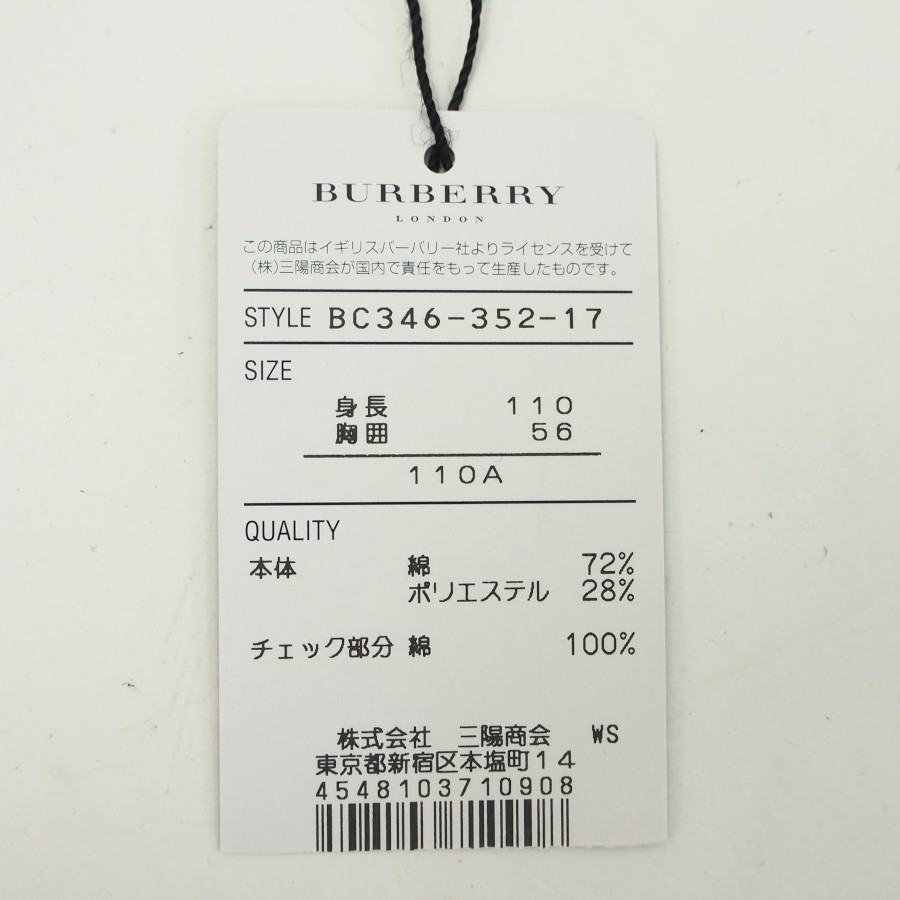 BURBERRY
LONDON
この商品はイギリスバーバリー社よりライセンスを受けて
(株)三陽商会が国内で責任をもって生産したものです。
STYLE BC346-352-17
SIZE
身長 110
胸囲 56
110A
QUALITY
本体 綿 72%
ポリエステル 28%
チェック部分 綿 100%
株式会社 三陽商会 WS
東京都新宿区本塩町14
4548103710908